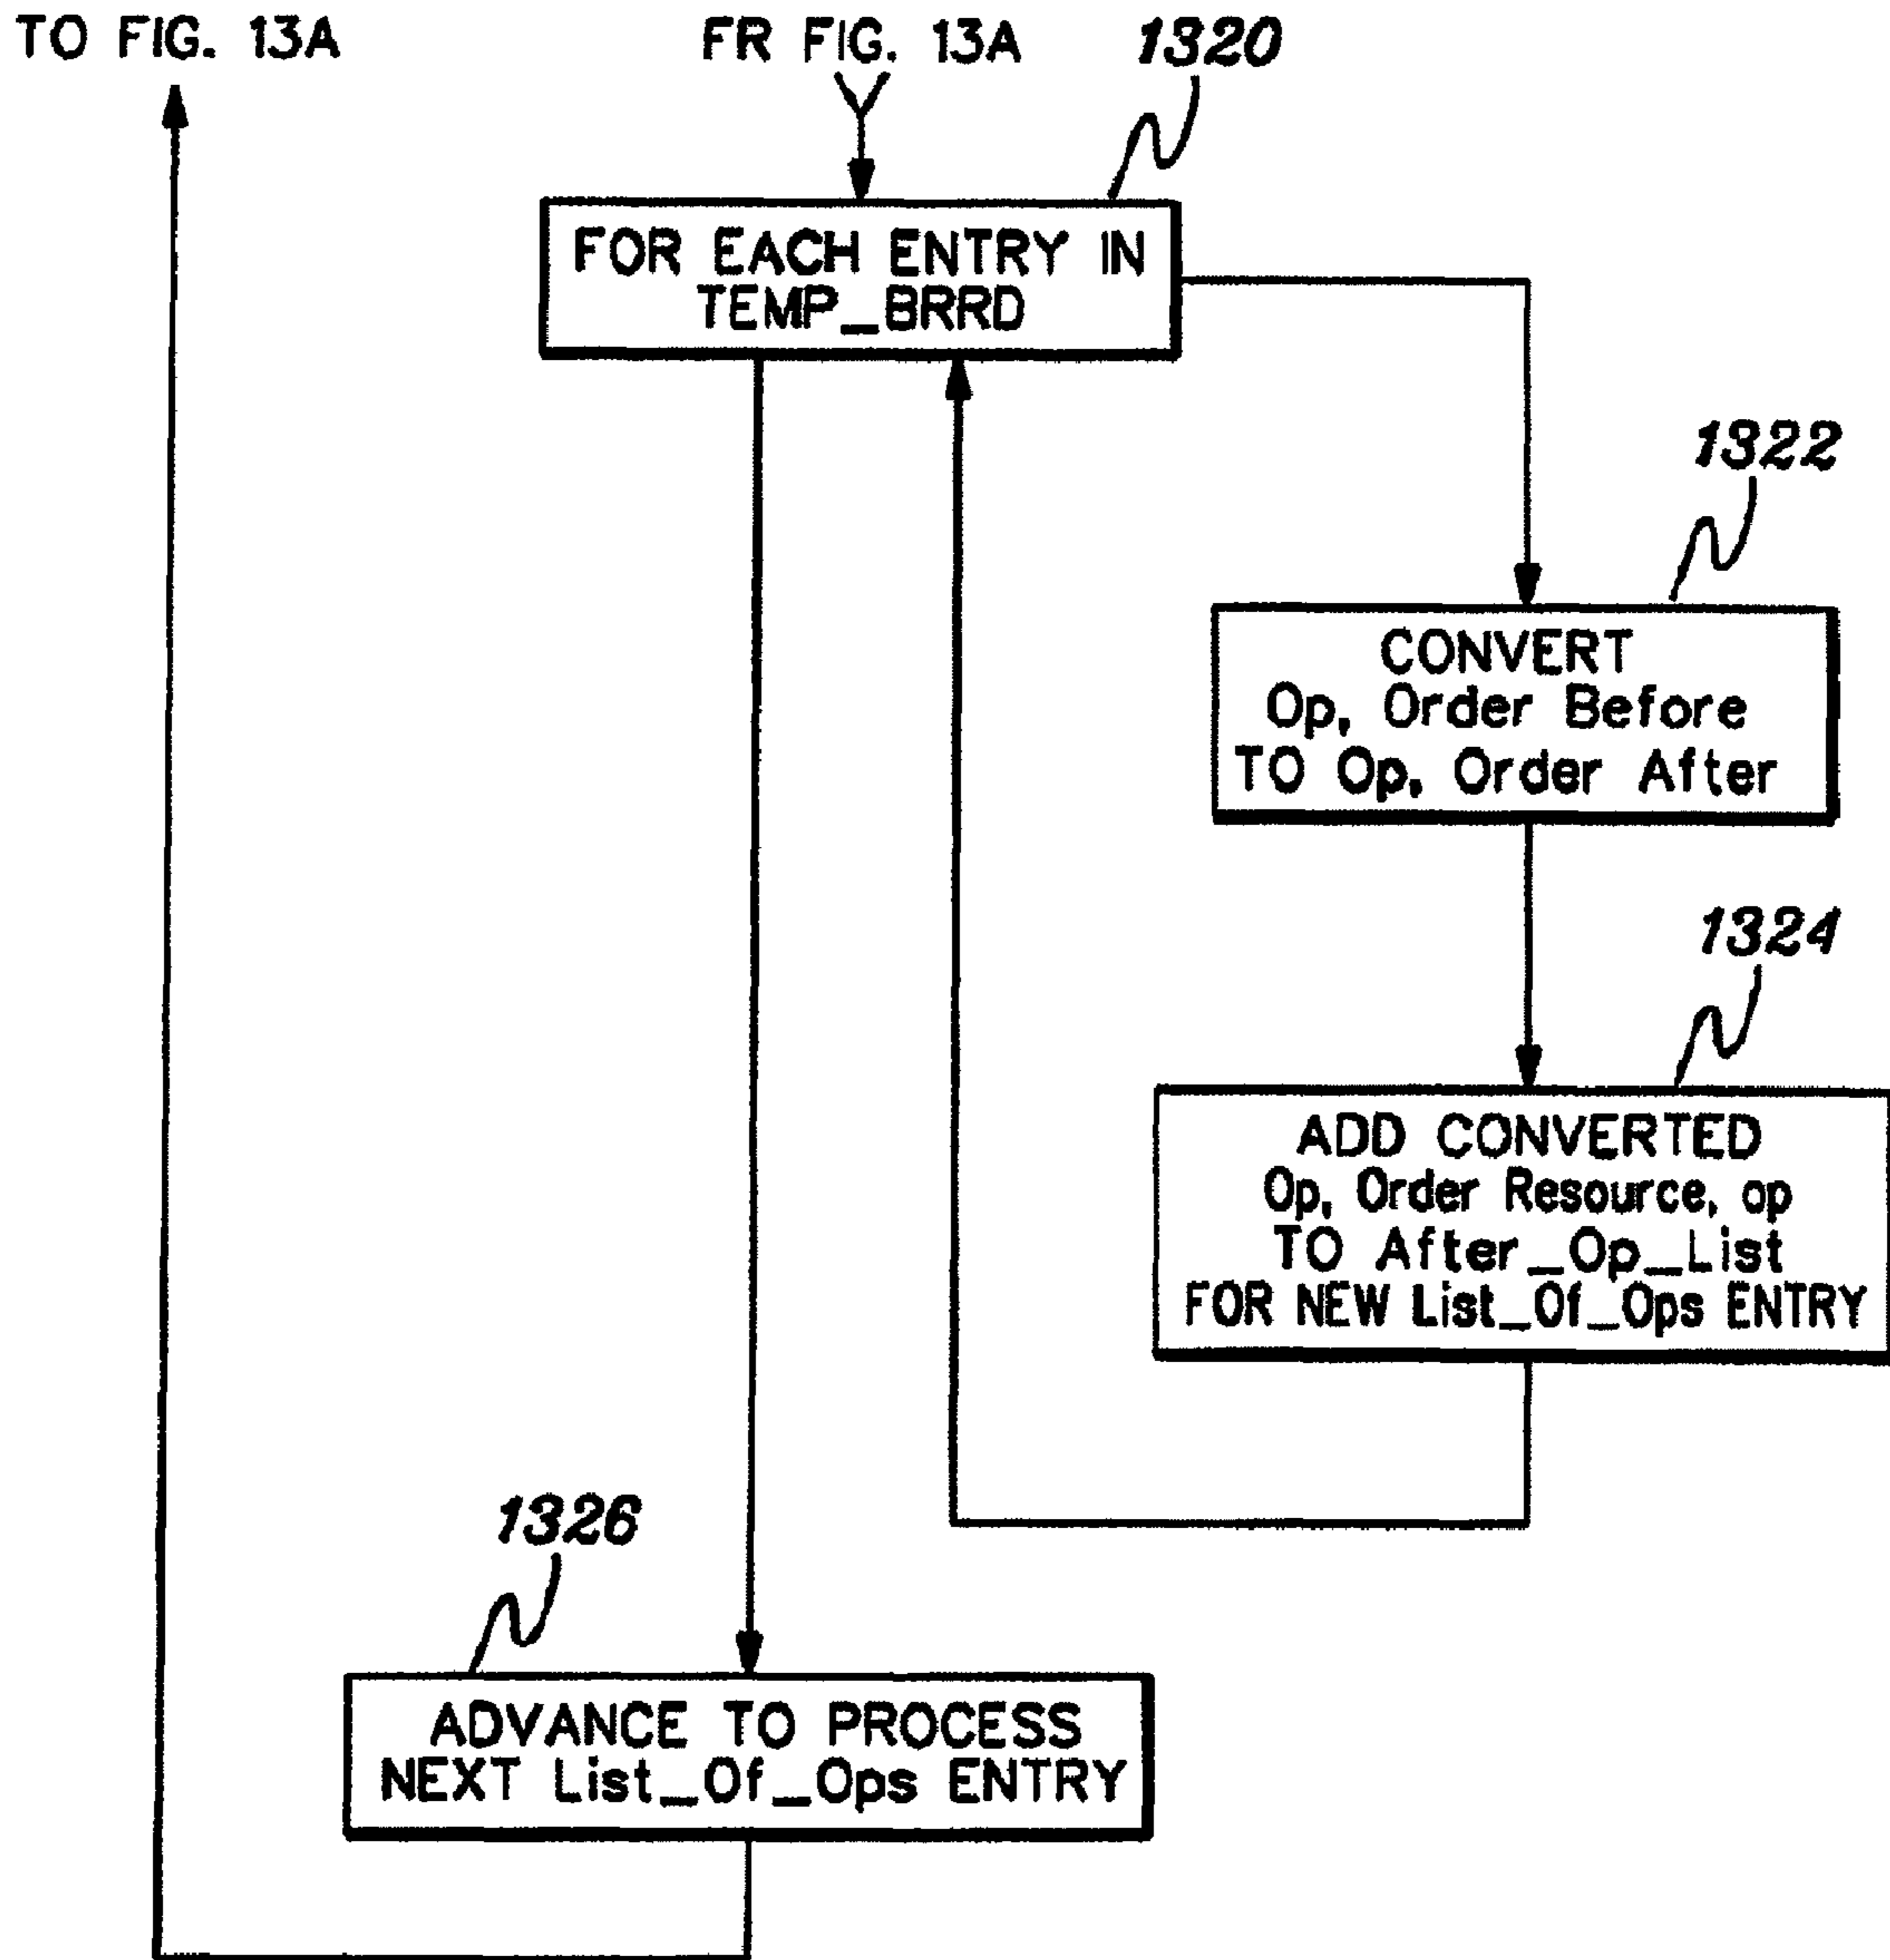 TO FIG. 13A
FR FIG. 13A
1320
FOR EACH ENTRY IN
TEMP_BRRD
1322
CONVERT
Op, Order Before
TO Op, Order After
1324
ADD CONVERTED
Op, Order Resource, op
TO After_Op_List
FOR NEW List_Of_Ops ENTRY
1326
ADVANCE TO PROCESS
NEXT List_Of_Ops ENTRY